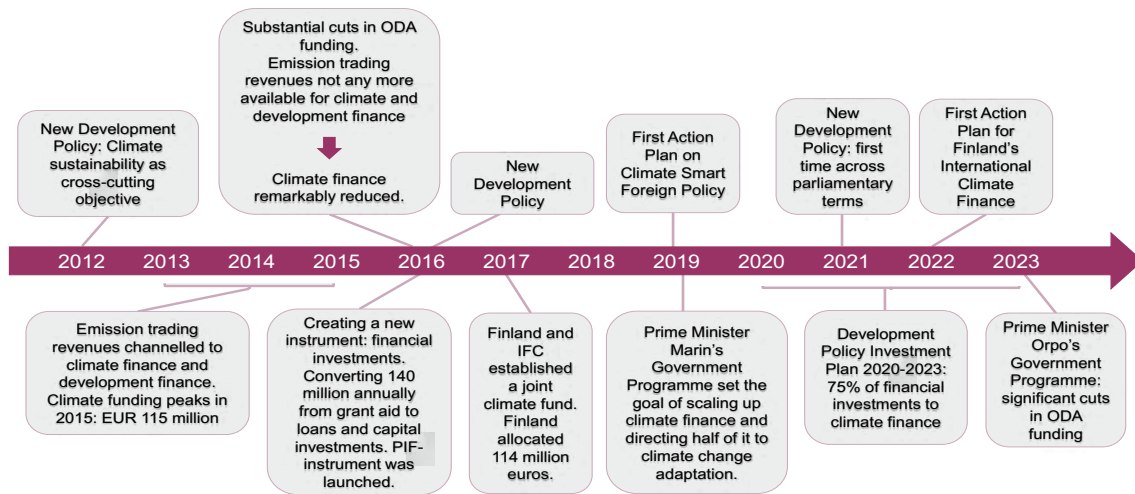 Substantial cuts in ODA
funding.
Emission trading
revenues not any more
available for climate and
development finance
Climate finance
remarkably reduced.
New Development
Policy: Climate
sustainability as
cross-cutting
objective
New
Development
Policy
First Action
Plan on
Climate Smart
Foreign Policy
New
Development
Policy: first
time across
parliamentary
terms
First Action
Plan for
Finland's
International
Climate
Finance
2012 2013 2014 2015 2016 2017 2018 2019 2020 2021 2022 2023
Emission trading
revenues channelled to
climate finance and
development finance.
Climate funding peaks in
2015: EUR 115 million
Creating a new
instrument: financial
investments.
Converting 140
million annually
from grant aid to
loans and capital
investments. PIF-
instrument was
launched.
Finland and
IFC
established
a joint
climate fund.
Finland
allocated
114 million
euros.
Prime Minister
Marin's
Government
Programme set the
goal of scaling up
climate finance and
directing half of it to
climate change
adaptation.
Development
Policy Investment
Plan 2020-2023:
75% of financial
investments to
climate finance
Prime Minister
Orpo's
Government
Programme:
significant cuts
in ODA
funding